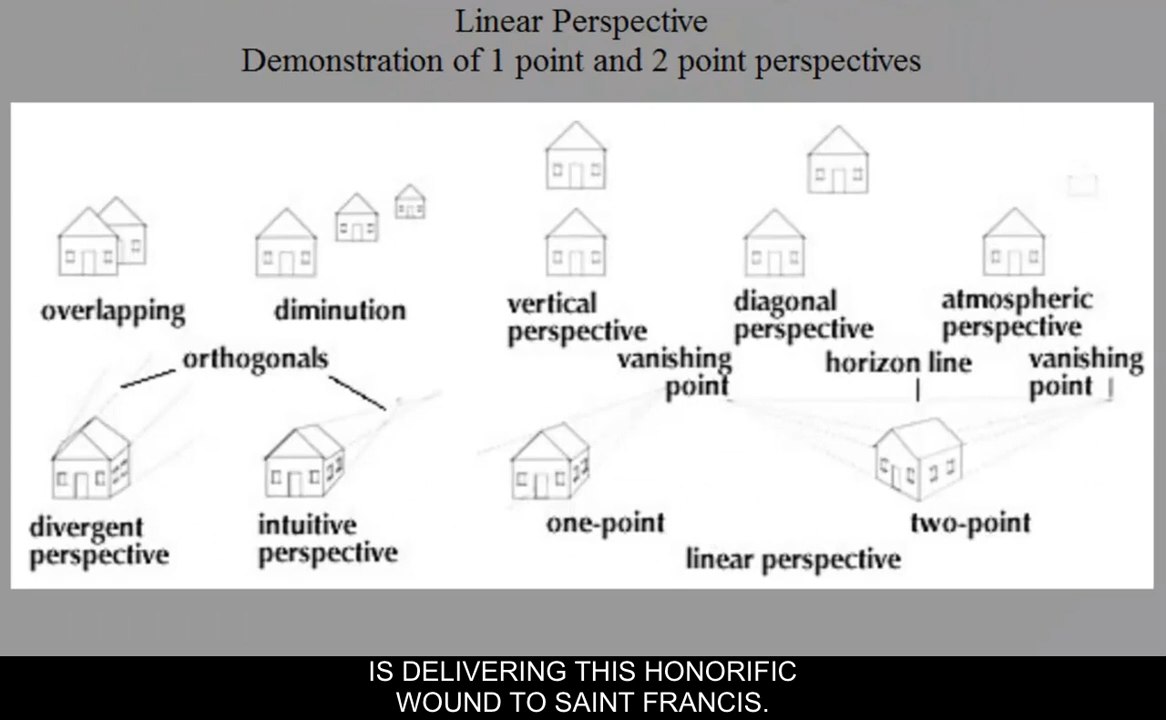 Linear Perspective
Demonstration of 1 point and 2 point perspectives
overlapping
diminution
vertical
perspective
diagonal
perspective
atmospheric
perspective
orthogonals
vanishing
point
horizon line
vanishing
point
divergent
perspective
intuitive
perspective
one-point
two-point
linear perspective
IS DELIVERING THIS HONORIFIC
WOUND TO SAINT FRANCIS.